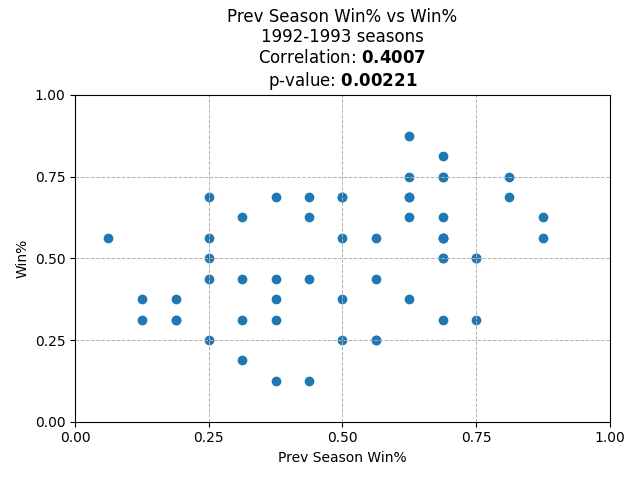 Prev Season Win% vs Win%
1992-1993 seasons
Correlation: 0.4007
p-value: 0.00221
1.00
0.75
0.50
0.25
0.00
Win%
0.00 0.25 0.50 0.75 1.00
Prev Season Win%